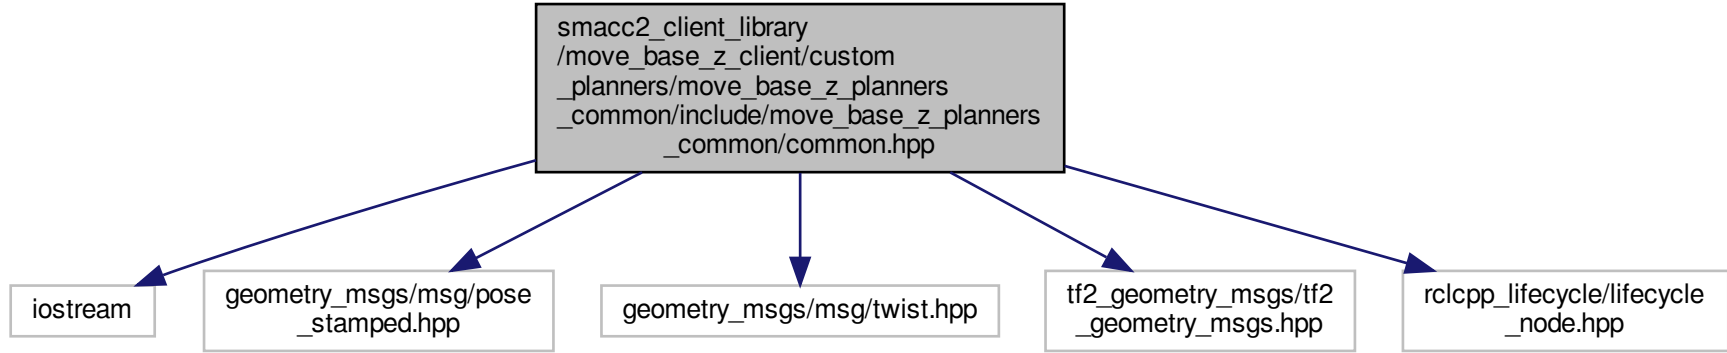 smacc2_client_library
/move_base_z_client/custom
_planners/move_base_z_planners
_common/include/move_base_z_planners
_common/common.hpp
iostream
geometry_msgs/msg/pose
_stamped.hpp
geometry_msgs/msg/twist.hpp
tf2_geometry_msgs/tf2
_geometry_msgs.hpp
rclcpp_lifecycle/lifecycle
_node.hpp